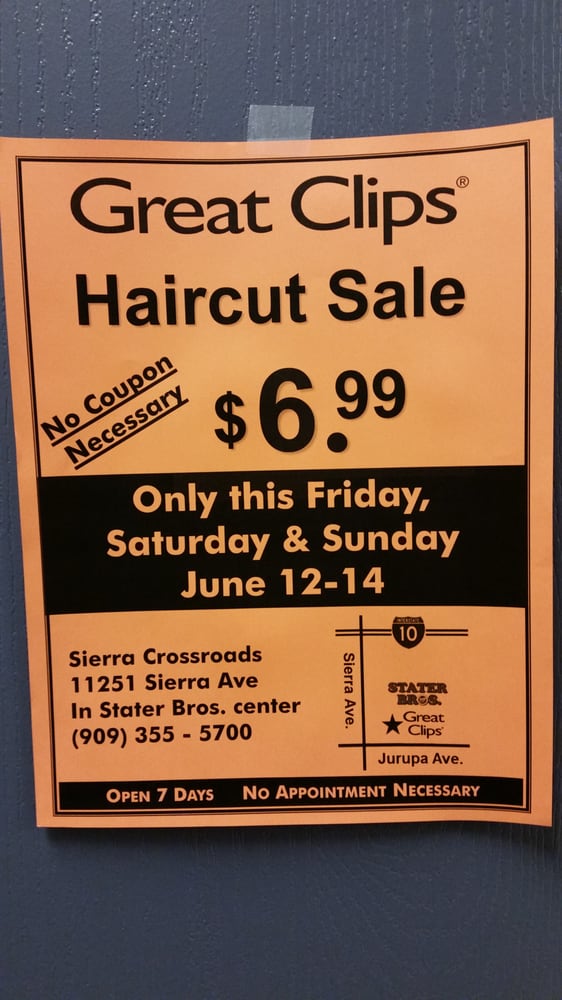 Great Clips®
Haircut Sale
No Coupon
Necessary
$6.99
Only this Friday,
Saturday & Sunday
June 12-14
Sierra Crossroads
11251 Sierra Ave
In Stater Bros. center
(909) 355 - 5700
INTERSTATE
10
Sierra Ave.
STATER
BROS.
Great
Clips®
Jurupa Ave.
OPEN 7 DAYS NO APPOINTMENT NECESSARY